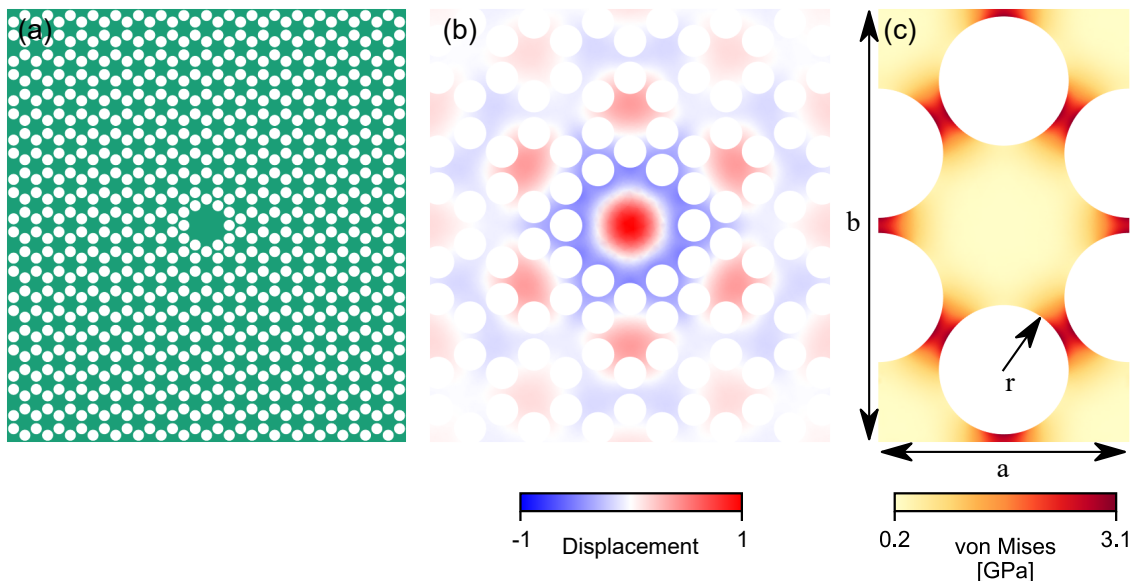 (a)
(b)
(c)
b
r
a
-1
Displacement
1
0.2
von Mises
3.1
[GPa]